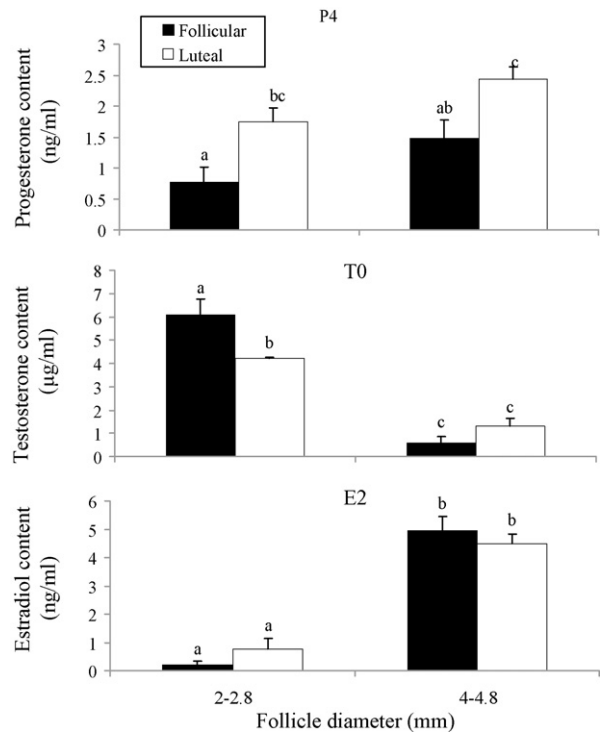 P4
Follicular
Luteal
Progesterone content
(ng/ml)
3
2.5
2
1.5
1
0.5
0
a
bc
ab
c
T0
Testosterone content
(µg/ml)
8
7
6
5
4
3
2
1
0
a
b
c
c
E2
Estradiol content
(ng/ml)
6
5
4
3
2
1
0
a
a
b
b
2-2.8
4-4.8
Follicle diameter (mm)